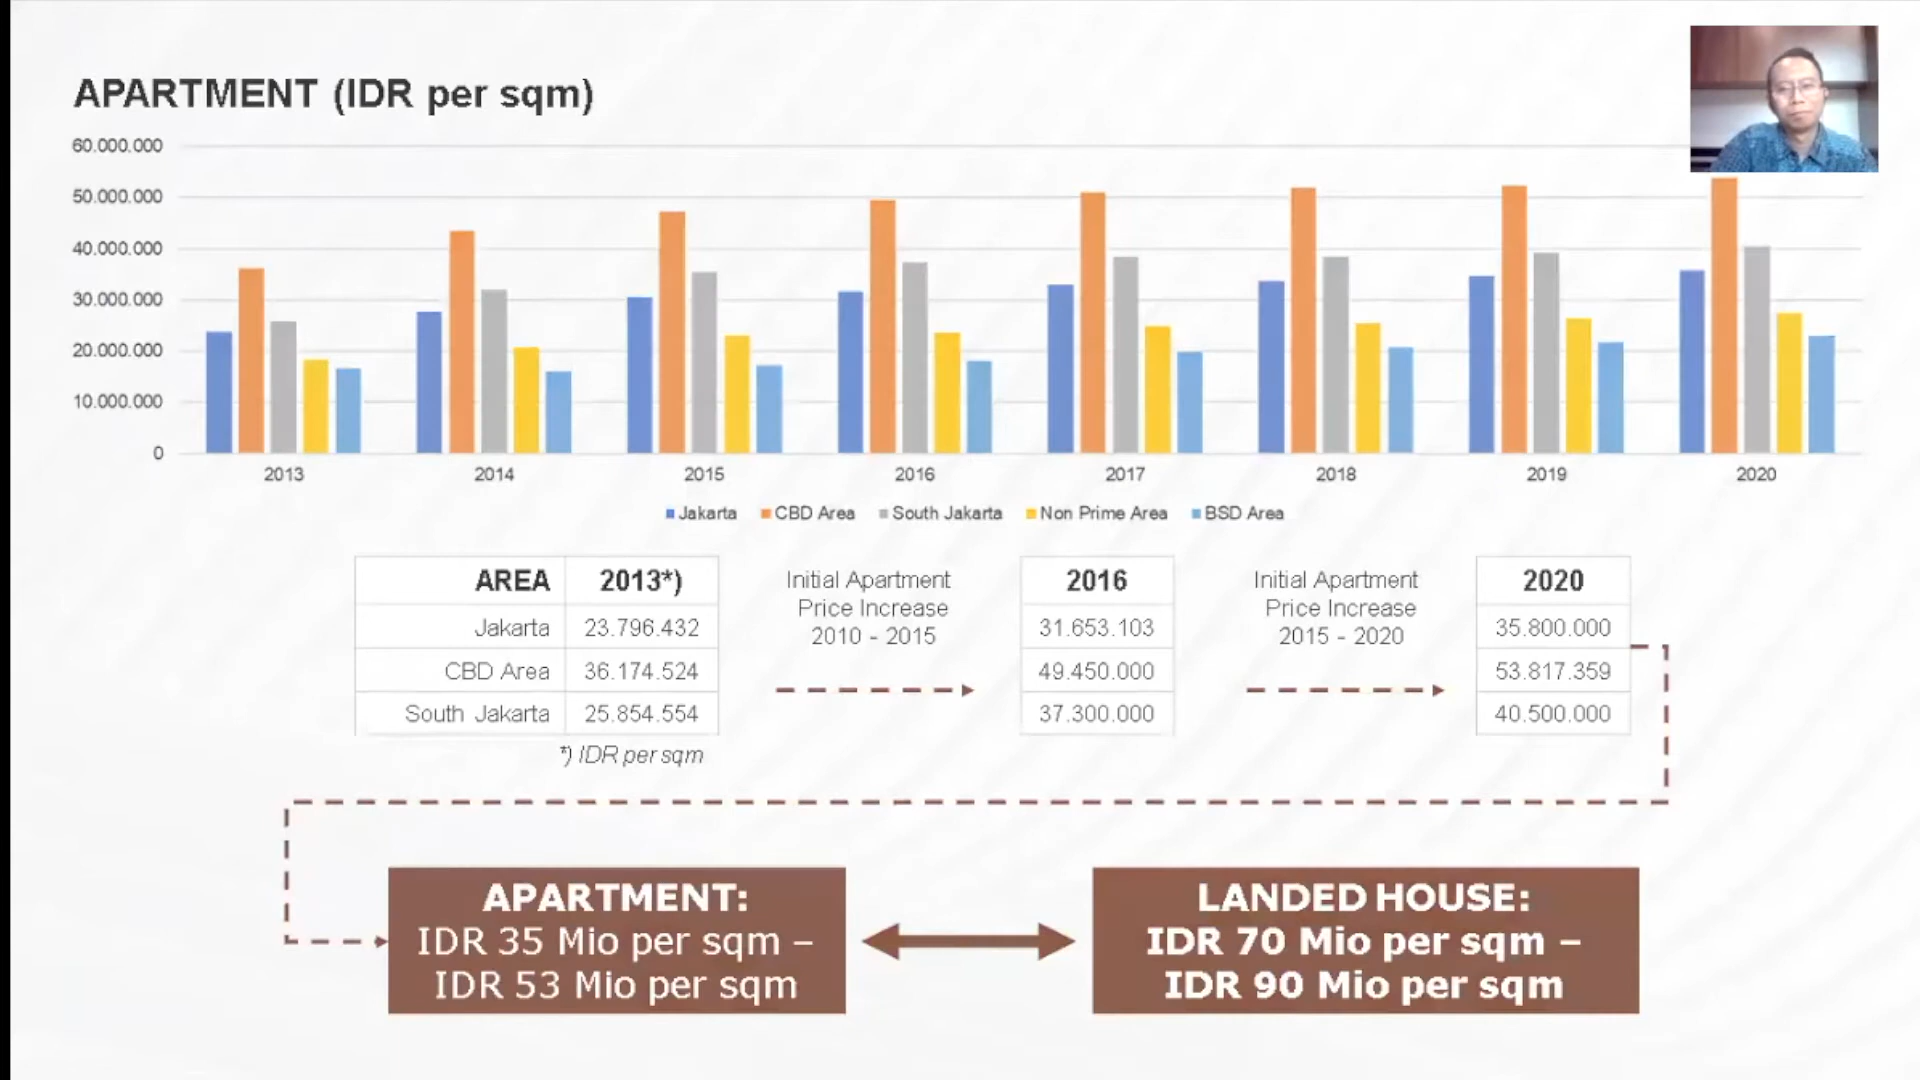 APARTMENT (IDR per sqm)
60.000.000
50.000.000
40.000.000
30.000.000
20.000.000
10.000.000
0
2013 2014 2015 2016 2017 2018 2019 2020
Jakarta CBD Area South Jakarta Non Prime Area BSD Area
AREA 2013*)
Jakarta 23.796.432
CBD Area 36.174.524
South Jakarta 25.854.554
*) IDR per sqm
Initial Apartment
Price Increase
2010 - 2015
2016
31.653.103
49.450.000
37.300.000
Initial Apartment
Price Increase
2015 - 2020
2020
35.800.000
53.817.359
40.500.000
APARTMENT:
IDR 35 Mio per sqm –
IDR 53 Mio per sqm
LANDED HOUSE:
IDR 70 Mio per sqm –
IDR 90 Mio per sqm